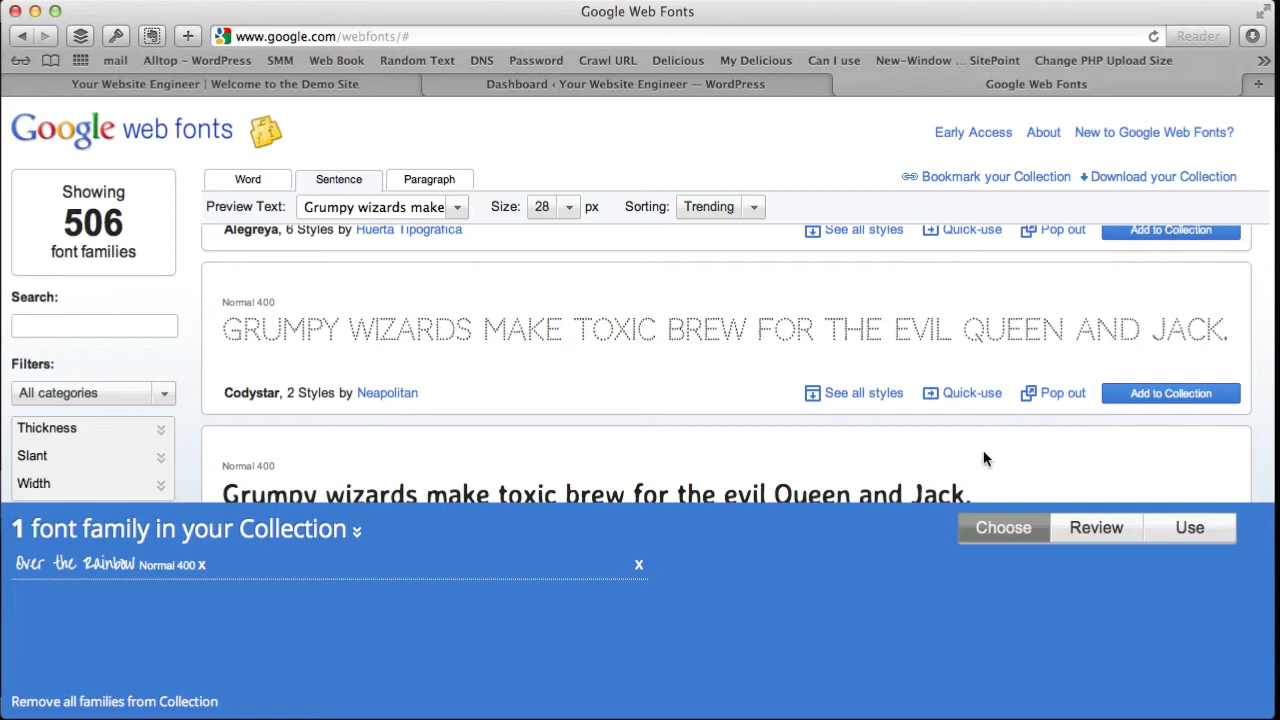 Google Web Fonts
www.google.com/webfonts/#
Reader
mail Alltop - WordPress SMM Web Book Random Text DNS Password Crawl URL Delicious My Delicious Can I use New-Window ... SitePoint Change PHP Upload Size
Your Website Engineer | Welcome to the Demo Site
Dashboard ‹ Your Website Engineer — WordPress
Google Web Fonts
Google web fonts
Early Access About New to Google Web Fonts?
Bookmark your Collection Download your Collection
Showing
506
font families
Word Sentence Paragraph
Preview Text: Grumpy wizards make Size: 28 px Sorting: Trending
Alegreya, 6 Styles by Huerta Tipográfica See all styles Quick-use Pop out Add to Collection
Search:
Filters:
All categories
Thickness
Slant
Width
Normal 400
GRUMPY WIZARDS MAKE TOXIC BREW FOR THE EVIL QUEEN AND JACK.
Codystar, 2 Styles by Neapolitan See all styles Quick-use Pop out Add to Collection
Normal 400
Grumpy wizards make toxic brew for the evil Queen and Jack.
1 font family in your Collection
Choose Review Use
Over the Rainbow Normal 400 X X
Remove all families from Collection